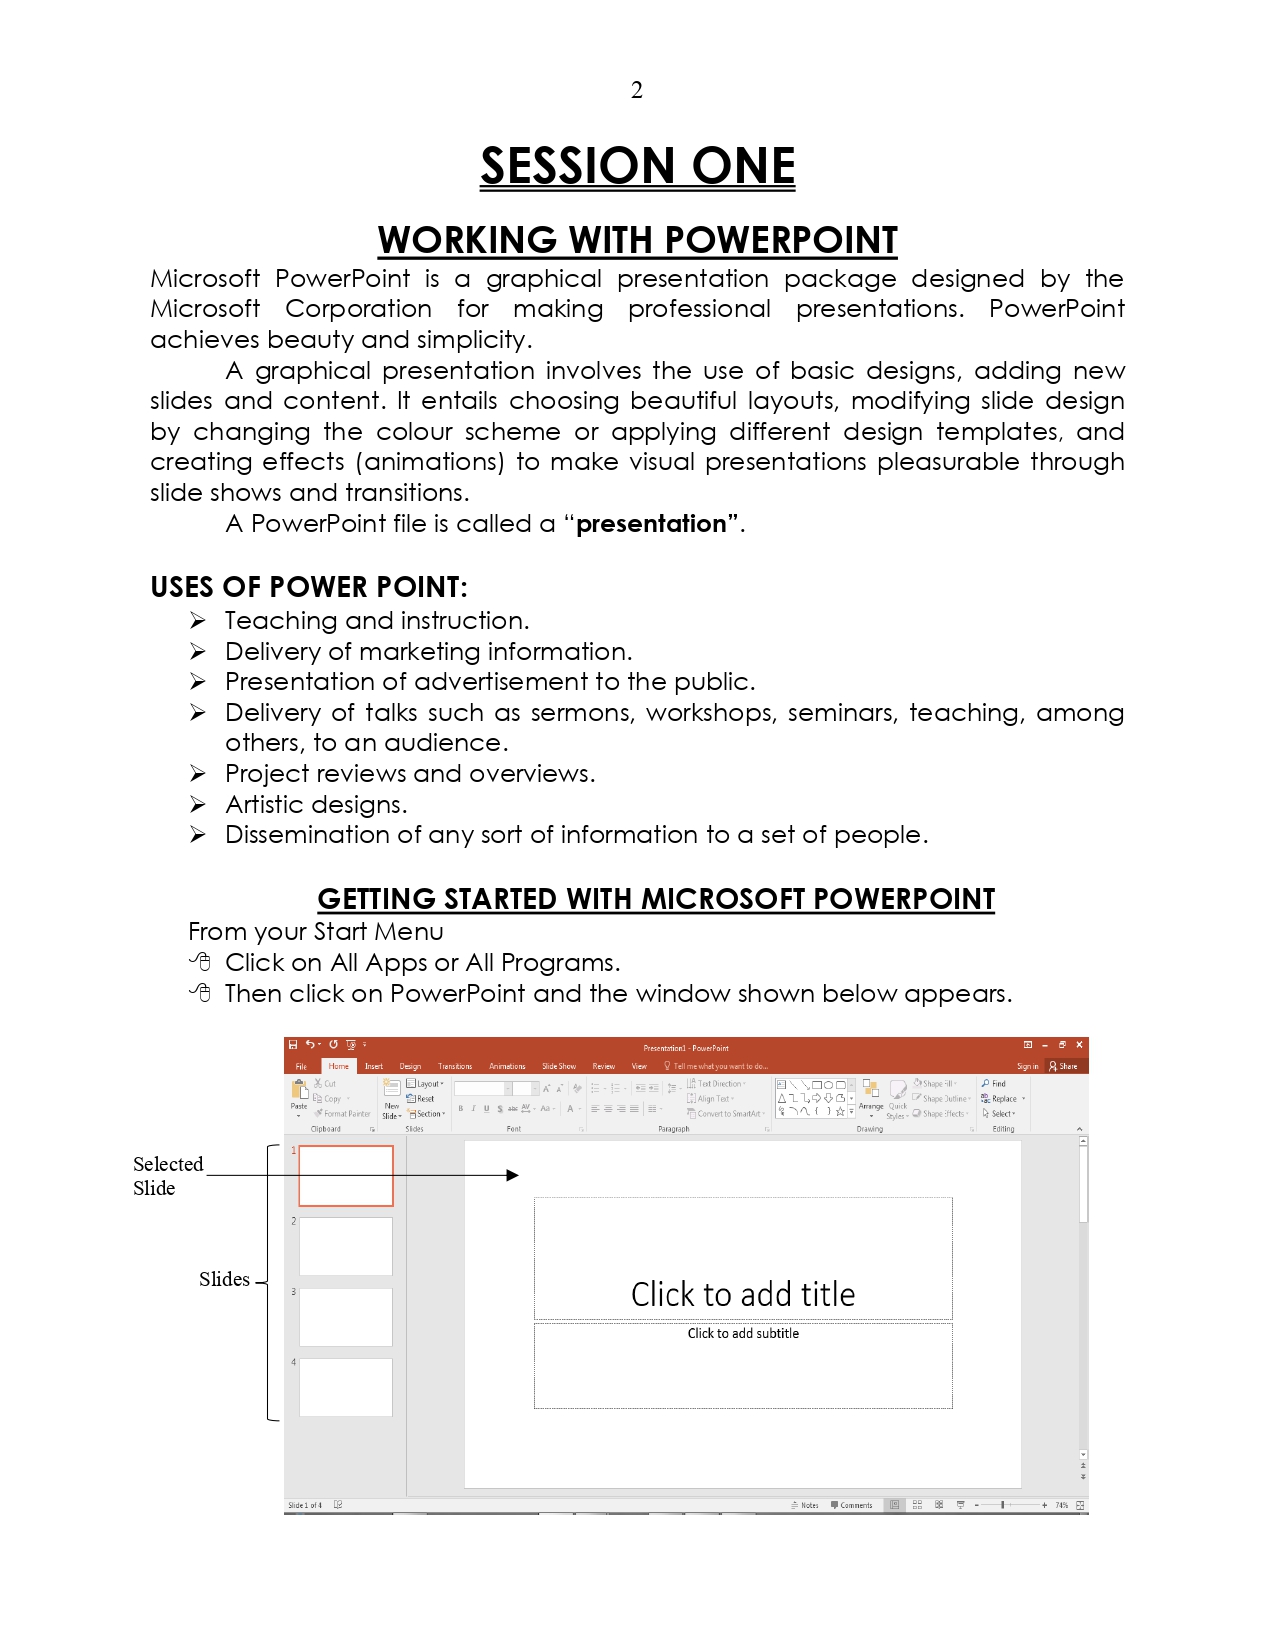 2
SESSION ONE
WORKING WITH POWERPOINT
Microsoft PowerPoint is a graphical presentation package designed by the
Microsoft Corporation for making professional presentations. PowerPoint
achieves beauty and simplicity.
A graphical presentation involves the use of basic designs, adding new
slides and content. It entails choosing beautiful layouts, modifying slide design
by changing the colour scheme or applying different design templates, and
creating effects (animations) to make visual presentations pleasurable through
slide shows and transitions.
A PowerPoint file is called a “presentation”.
USES OF POWER POINT:
Teaching and instruction.
Delivery of marketing information.
Presentation of advertisement to the public.
Delivery of talks such as sermons, workshops, seminars, teaching, among
others, to an audience.
Project reviews and overviews.
Artistic designs.
Dissemination of any sort of information to a set of people.
GETTING STARTED WITH MICROSOFT POWERPOINT
From your Start Menu
Click on All Apps or All Programs.
Then click on PowerPoint and the window shown below appears.
Presentation1 - PowerPoint
File Home Insert Design Transitions Animations Slide Show Review View Tell me what you want to do... Sign in Share
Cut Layout Text Direction Shape Fill Find
Paste Copy New Slide Reset Align Text Arrange Quick Styles Shape Outline Replace
Format Painter Section B I U S abc AV Aa A Convert to SmartArt Shape Effects Select
Clipboard Slides Font Paragraph Drawing Editing
Selected
Slide
Slides
1
2
3
4
Click to add title
Click to add subtitle
Slide 1 of 4 Notes Comments 74%